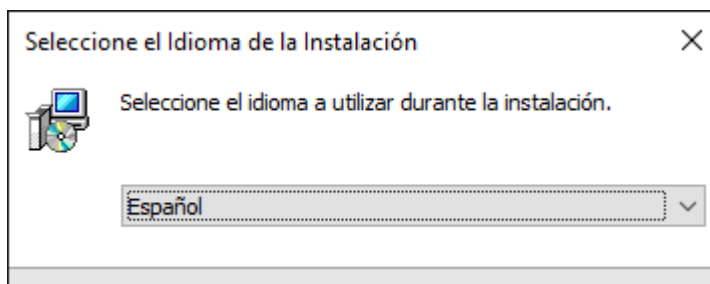 Seleccione el Idioma de la Instalación
Seleccione el idioma a utilizar durante la instalación.
Español